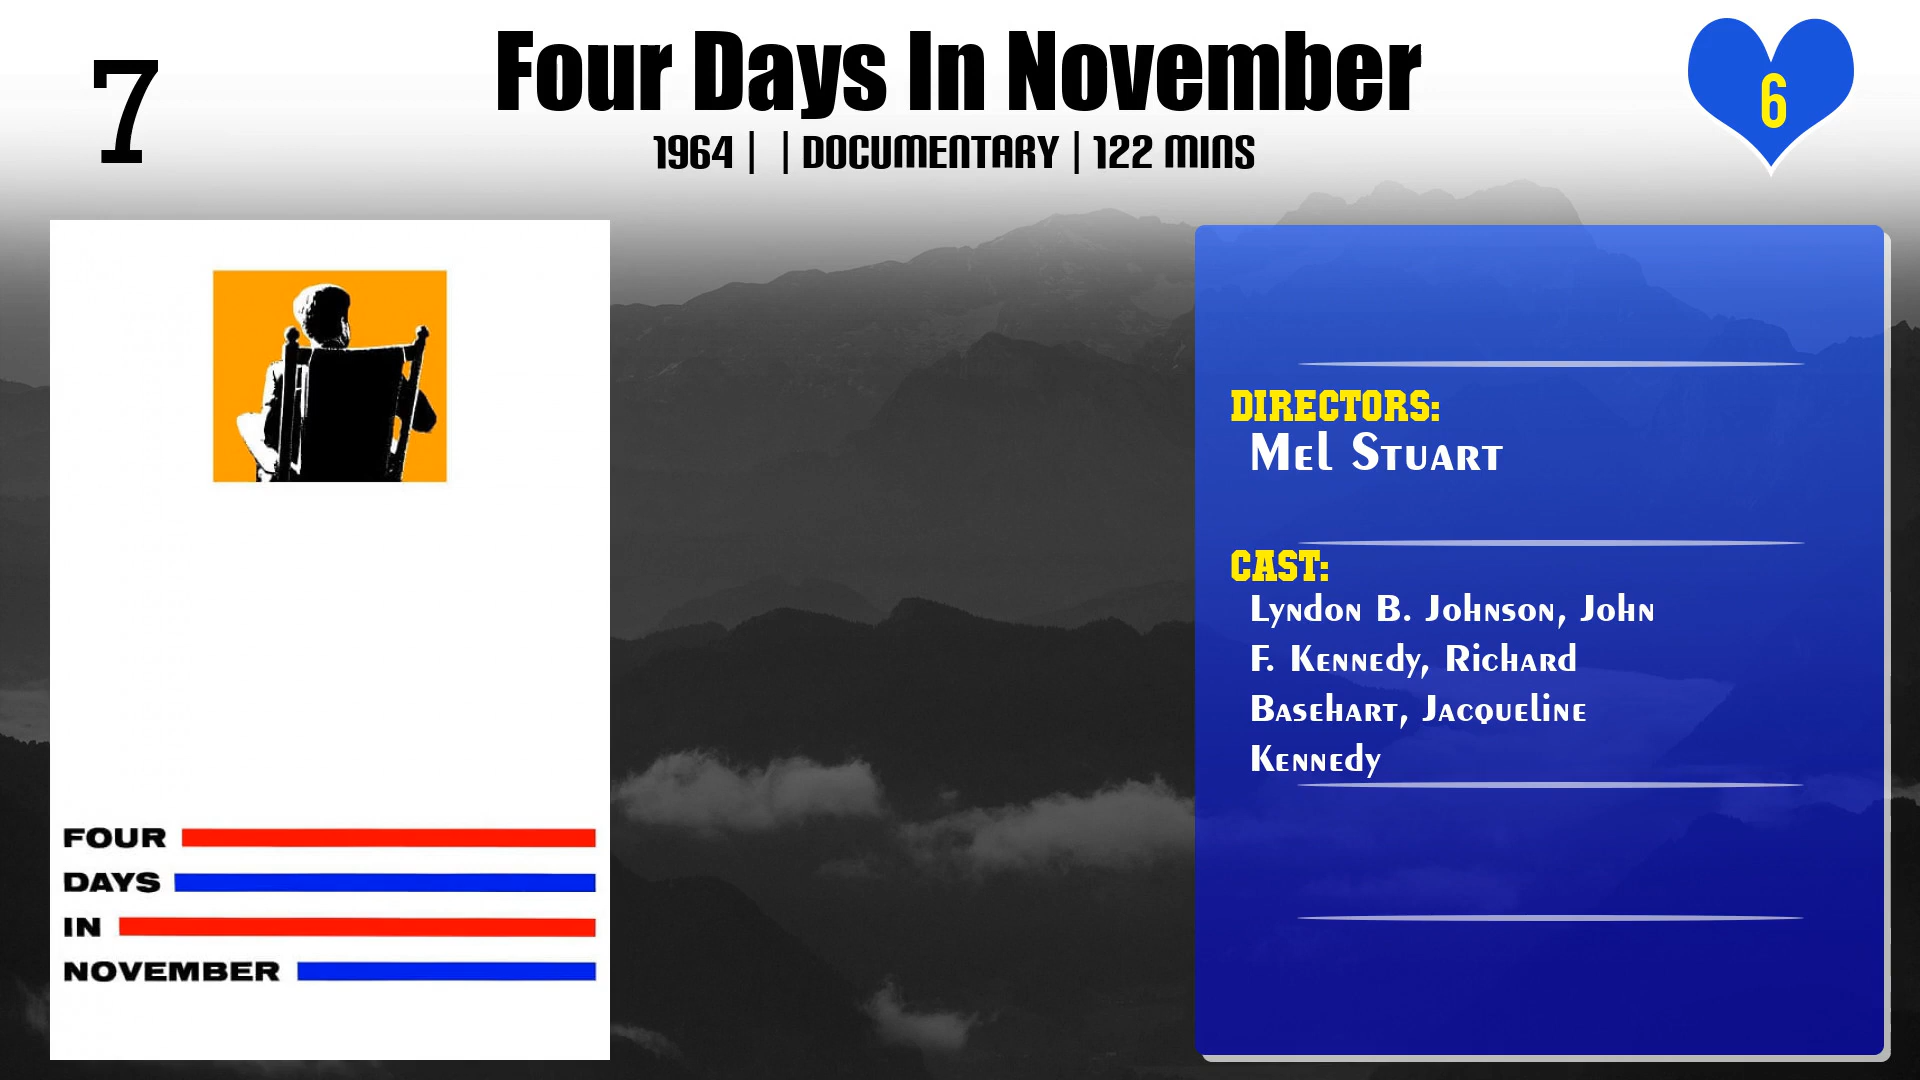 7
Four Days In November
6
1964 | | DOCUMENTARY | 122 MINS
FOUR
DAYS
IN
NOVEMBER
DIRECTORS:
Mel Stuart
CAST:
Lyndon B. Johnson, John
F. Kennedy, Richard
Basehart, Jacqueline
Kennedy